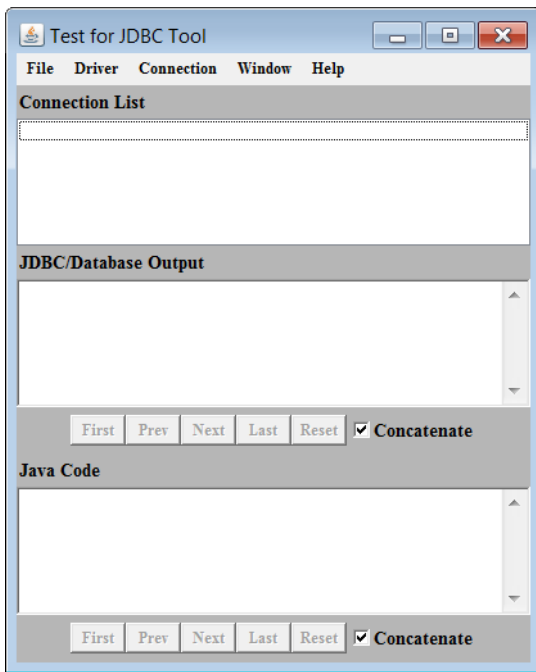 Test for JDBC Tool
File Driver Connection Window Help
Connection List
JDBC/Database Output
First Prev Next Last Reset Concatenate
Java Code
First Prev Next Last Reset Concatenate